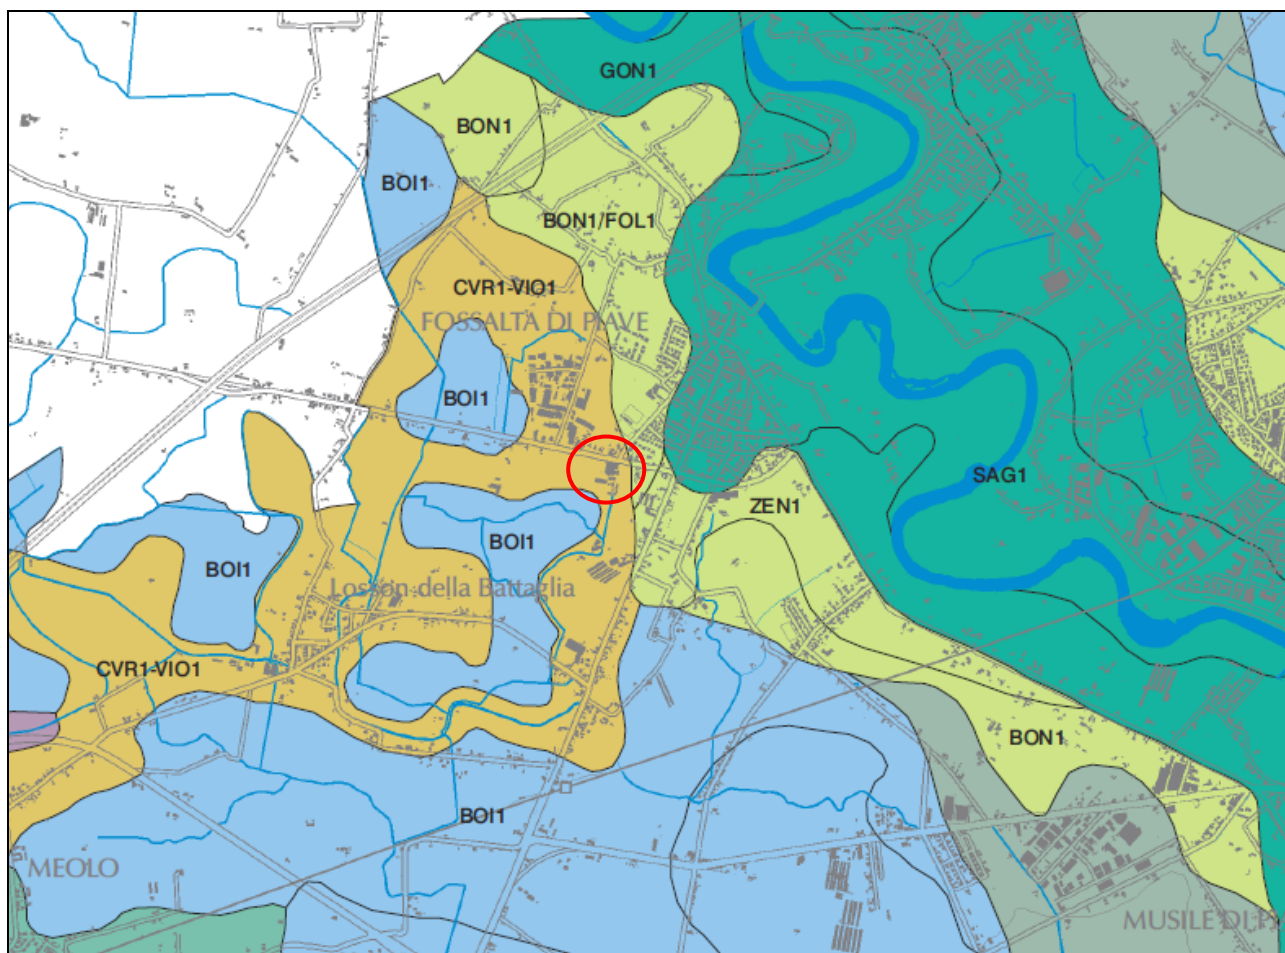 GON1
BON1
BOI1
BON1/FOL1
CVR1-VIO1
FOSSALTA DI PIAVE
BOI1
SAG1
ZEN1
BOI1
BOI1
Losson della Battaglia
CVR1-VIO1
BON1
BOI1
MEOLO
MUSILE DI P